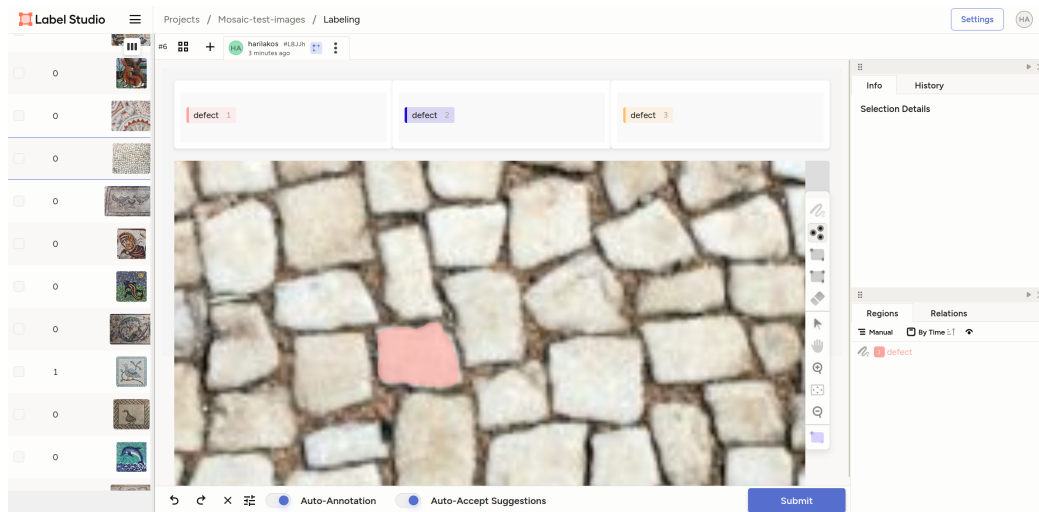 Label Studio
Projects / Mosaic-test-images / Labeling
Settings
HA
#6
HA
harilakos #L8JJh
3 minutes ago
0
0
0
0
0
0
0
1
0
0
defect 1
defect 2
defect 3
Info
History
Selection Details
Regions
Relations
Manual
By Time
1 defect
Auto-Annotation
Auto-Accept Suggestions
Submit